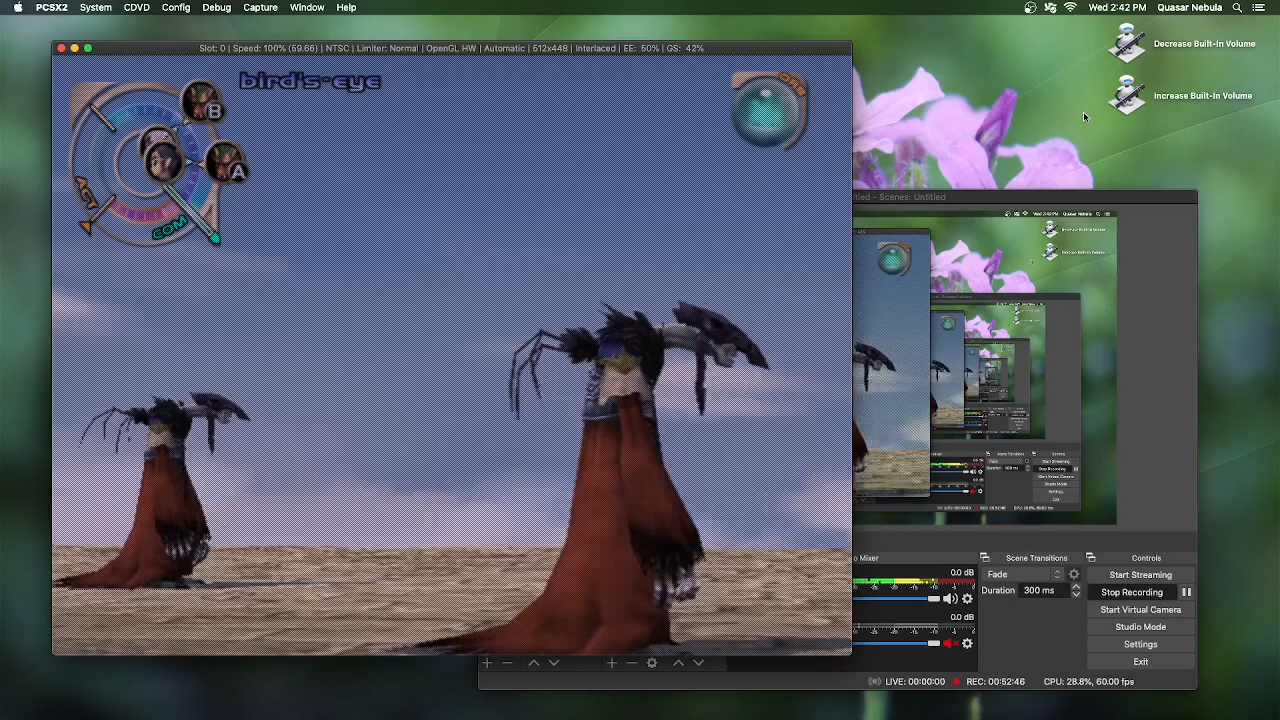 PCSX2 System CDVD Config Debug Capture Window Help Wed 2:42 PM Quasar Nebula
Slot: 0 | Speed: 100% (59.66) | NTSC | Limiter: Normal | OpenGL HW | Automatic | 512x448 | Interlaced | EE: 50% | GS: 42%
Decrease Built-In Volume
Increase Built-In Volume
bird's-eye
ORB
B
A
ACT
COM
- Scenes: Untitled
Scene Transitions
Controls
0.0 dB
Fade
Start Streaming
Duration 300 ms
Stop Recording
Start Virtual Camera
0.0 dB
Studio Mode
Settings
Exit
LIVE: 00:00:00 REC: 00:52:46 CPU: 28.8%, 60.00 fps